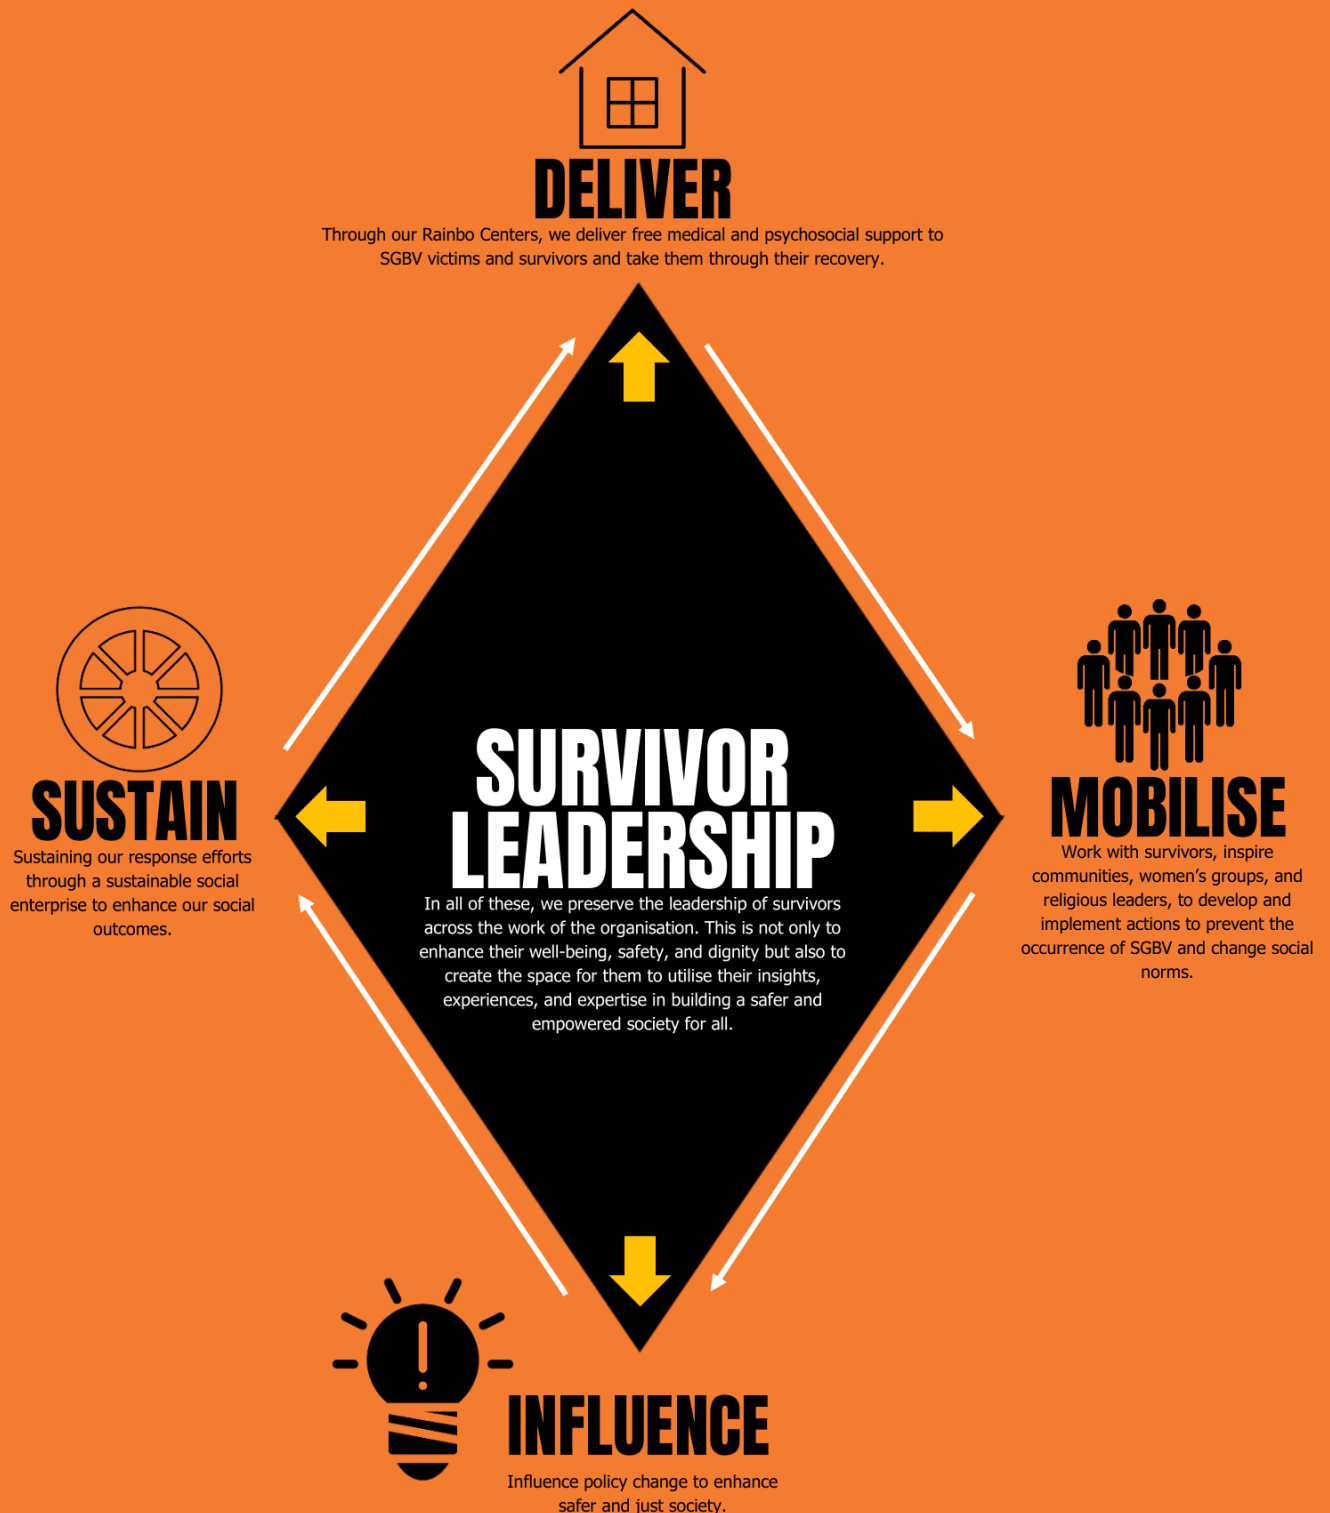 DELIVER
Through our Rainbo Centers, we deliver free medical and psychosocial support to
SGBV victims and survivors and take them through their recovery.
SUSTAIN
Sustaining our response efforts
through a sustainable social
enterprise to enhance our social
outcomes.
SURVIVOR
LEADERSHIP
In all of these, we preserve the leadership of survivors
across the work of the organisation. This is not only to
enhance their well-being, safety, and dignity but also to
create the space for them to utilise their insights,
experiences, and expertise in building a safer and
empowered society for all.
MOBILISE
Work with survivors, inspire
communities, women’s groups, and
religious leaders, to develop and
implement actions to prevent the
occurrence of SGBV and change social
norms.
INFLUENCE
Influence policy change to enhance
safer and just society.